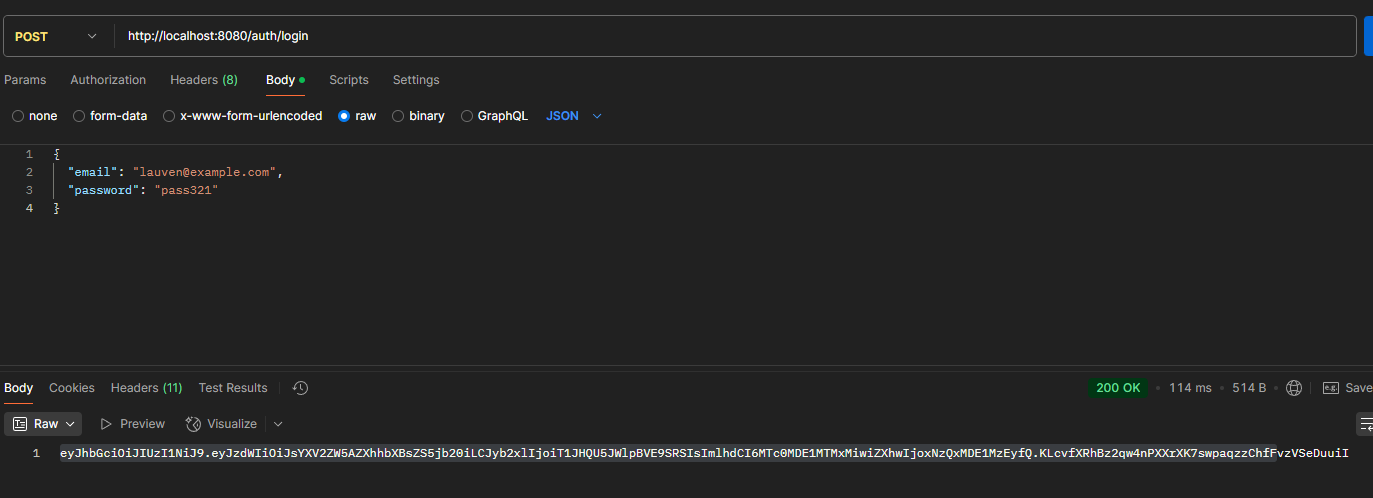 POST http://localhost:8080/auth/login
Params Authorization Headers (8) Body Scripts Settings
none form-data x-www-form-urlencoded raw binary GraphQL JSON
1 {
2 "email": "lauven@example.com",
3 "password": "pass321"
4 }
Body Cookies Headers (11) Test Results 200 OK 114 ms 514 B e.g. Save
Raw Preview Visualize
1 eyJhbGciOiJIUzI1NiJ9.eyJzdWIiOiJsYXV2ZW5AZXhhbXBsZS5jb20iLCJyb2xlIjoiT1JHQU5JWlpBVE9SRSIsImlhdCI6MTc0MDE1MTMxMiwiZXhwIjoxNzQxMDE1MzEyfQ.KLcvfXRhBz2qw4nPXXrXK7swpaqzzChfFvzVSeDuuiI